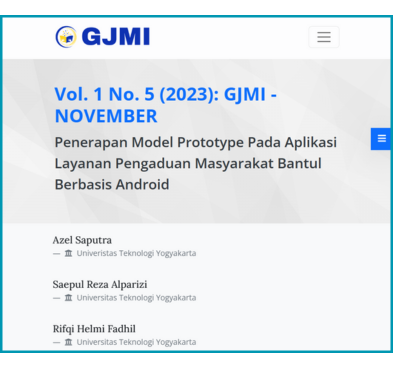 GJMI
Vol. 1 No. 5 (2023): GJMI -
NOVEMBER
Penerapan Model Prototype Pada Aplikasi
Layanan Pengaduan Masyarakat Bantul
Berbasis Android
Azel Saputra
— Univeristas Teknologi Yogyakarta
Saepul Reza Alparizi
— Universitas Teknologi Yogyakarta
Rifqi Helmi Fadhil
— Universitas Teknologi Yogyakarta